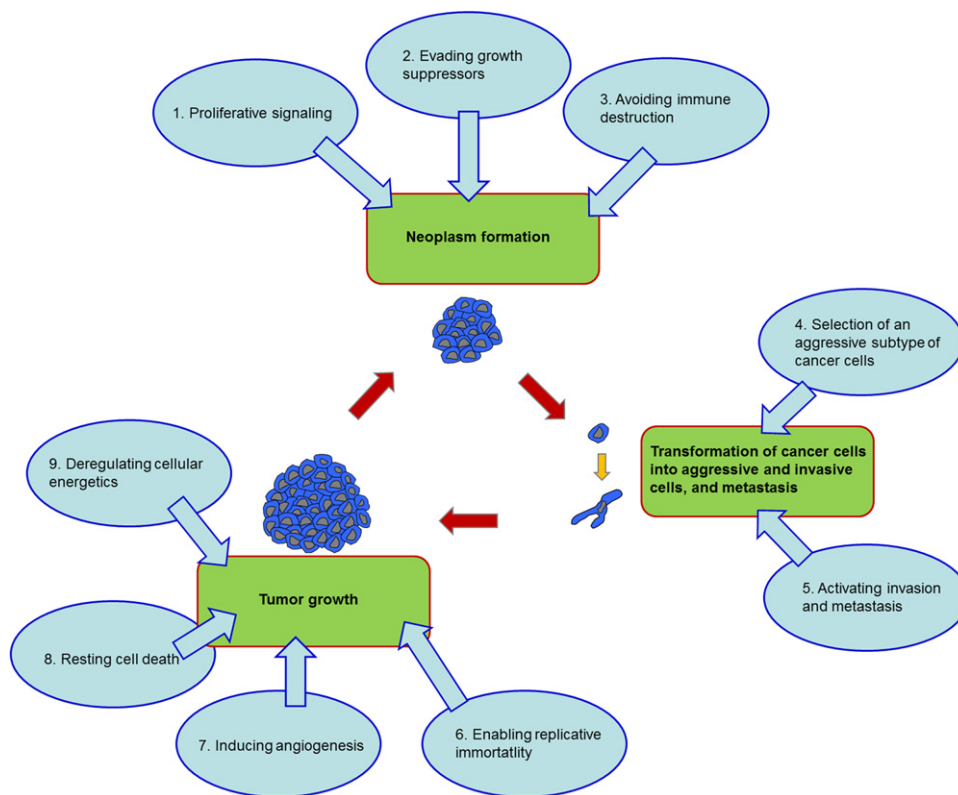 1. Proliferative signaling
2. Evading growth
suppressors
3. Avoiding immune
destruction
Neoplasm formation
4. Selection of an
aggressive subtype of
cancer cells
Transformation of cancer cells
into aggressive and invasive
cells, and metastasis
5. Activating invasion
and metastasis
9. Deregulating cellular
energetics
Tumor growth
8. Resting cell death
7. Inducing angiogenesis
6. Enabling replicative
immortatlity